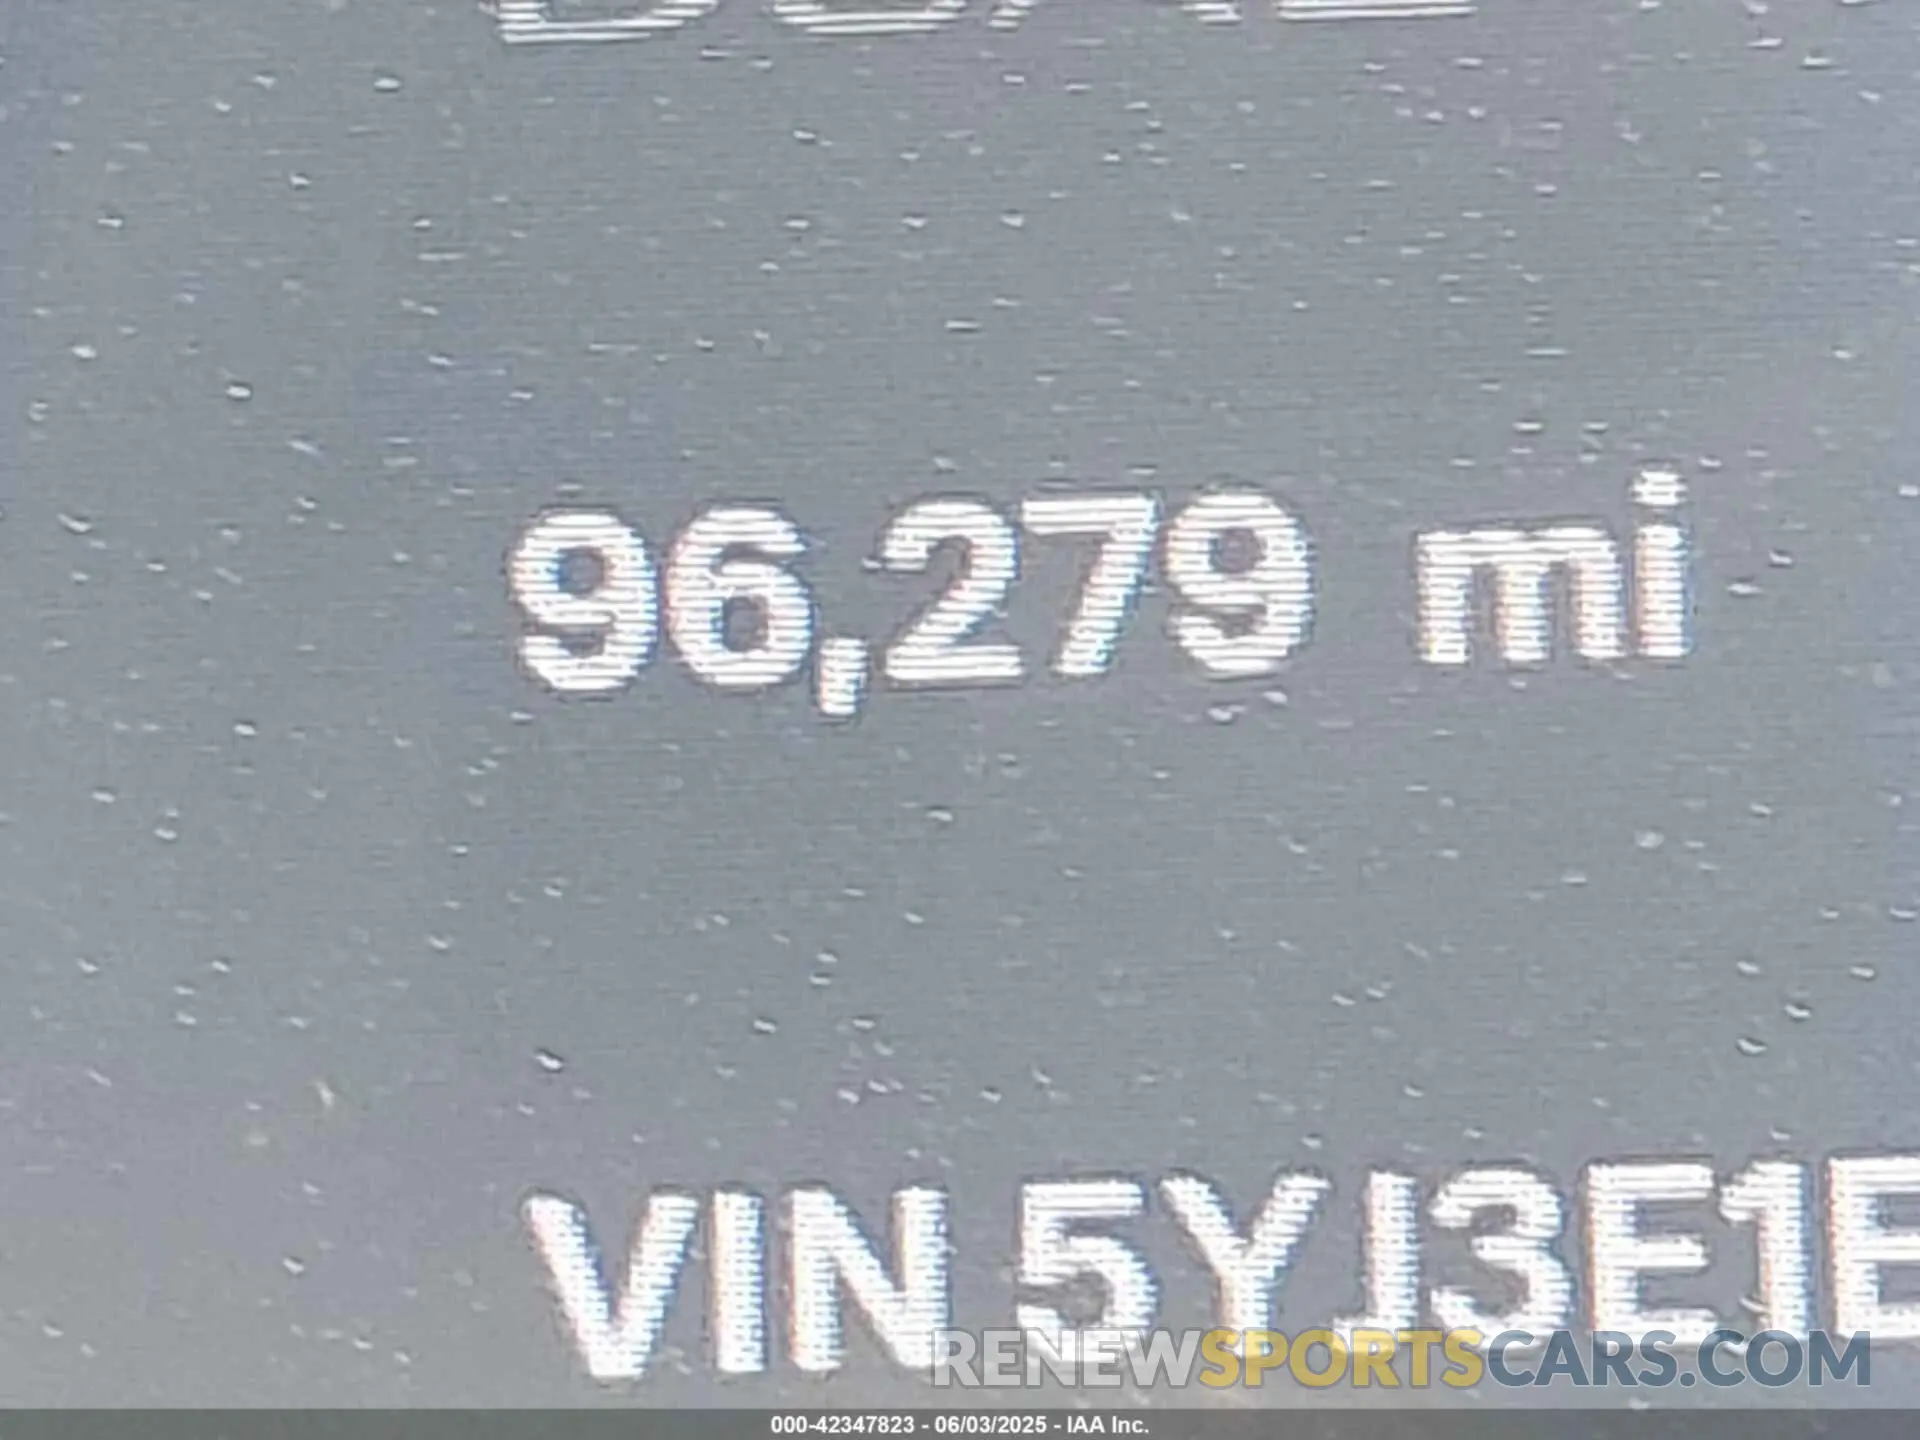 96,279 mi
VIN 5YJ3E1E
RENEWSPORTSCARS.COM
000-42347823 - 06/03/2025 - IAA Inc.